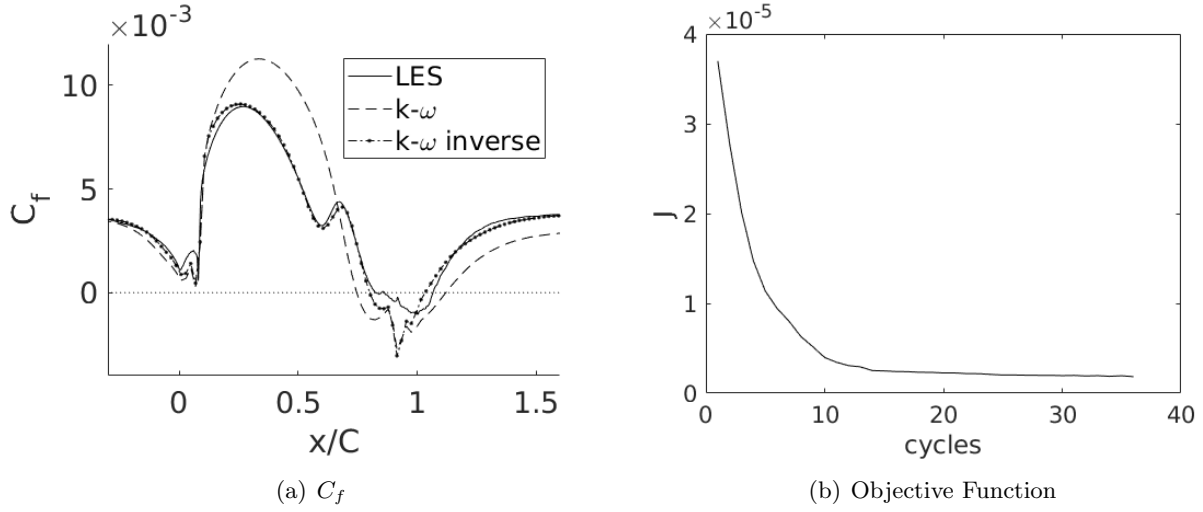 ×10⁻³
10
5
0
C_f
0 0.5 1 1.5
x/C
LES
k-ω
k-ω inverse
(a) C_f
×10⁻⁵
4
3
2
1
0
J
0 10 20 30 40
cycles
(b) Objective Function